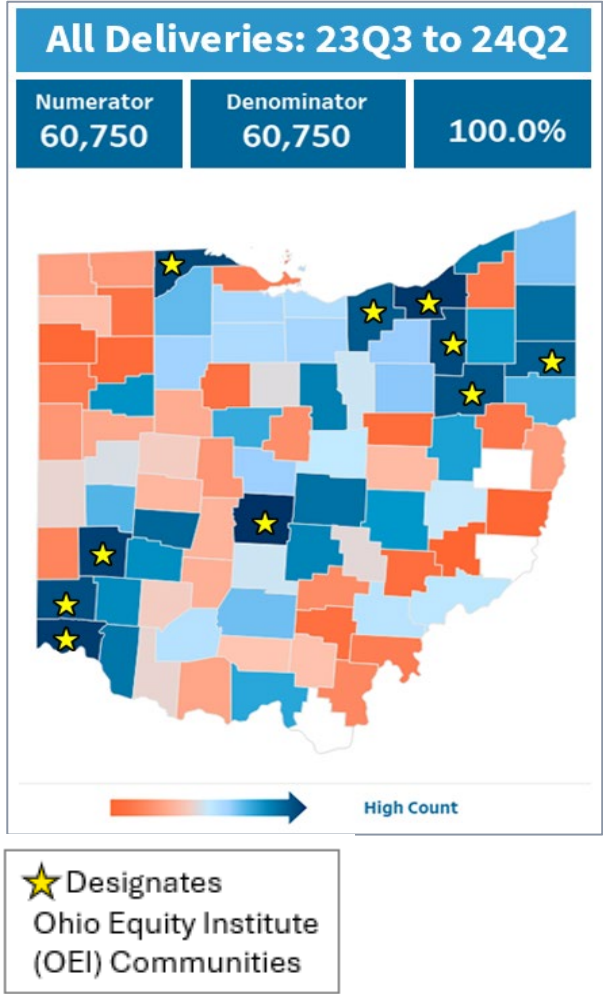 All Deliveries: 23Q3 to 24Q2
Numerator
60,750
Denominator
60,750
100.0%
High Count
Designates
Ohio Equity Institute
(OEI) Communities